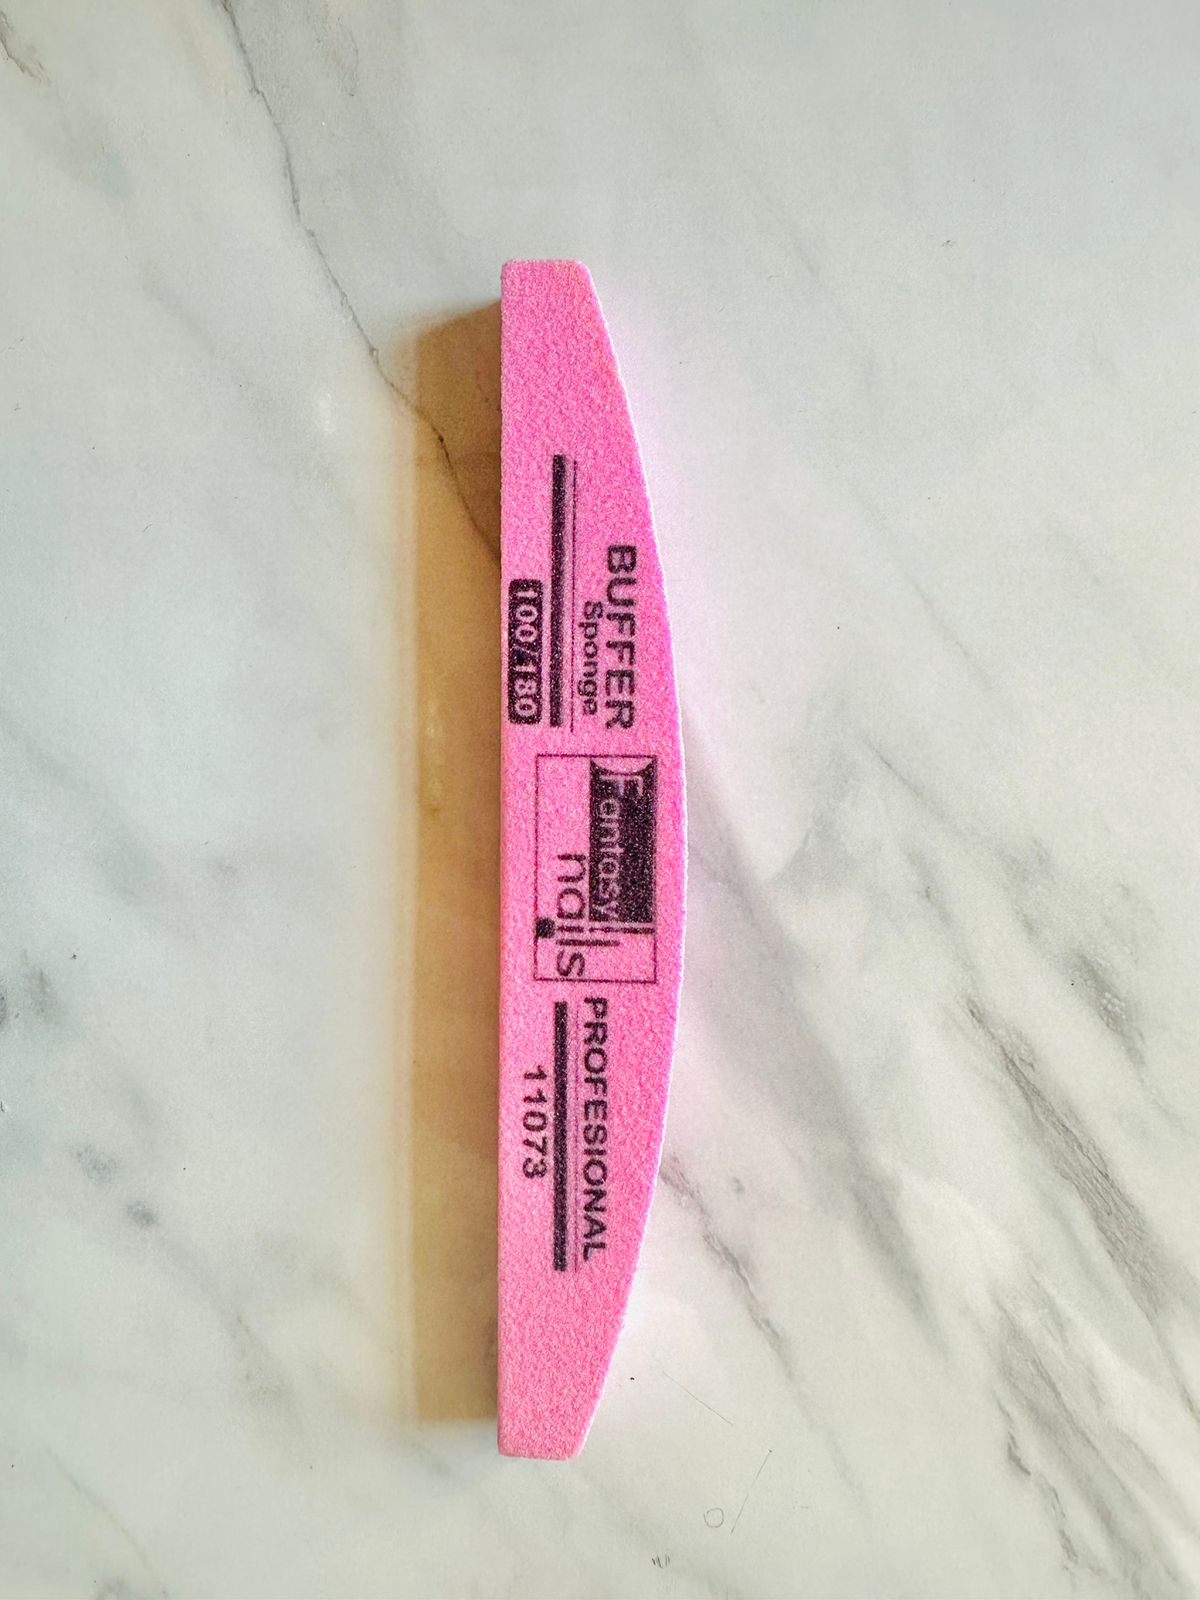 BUFFER
Sponge
100/180
Fantasy
nails
PROFESIONAL
11073